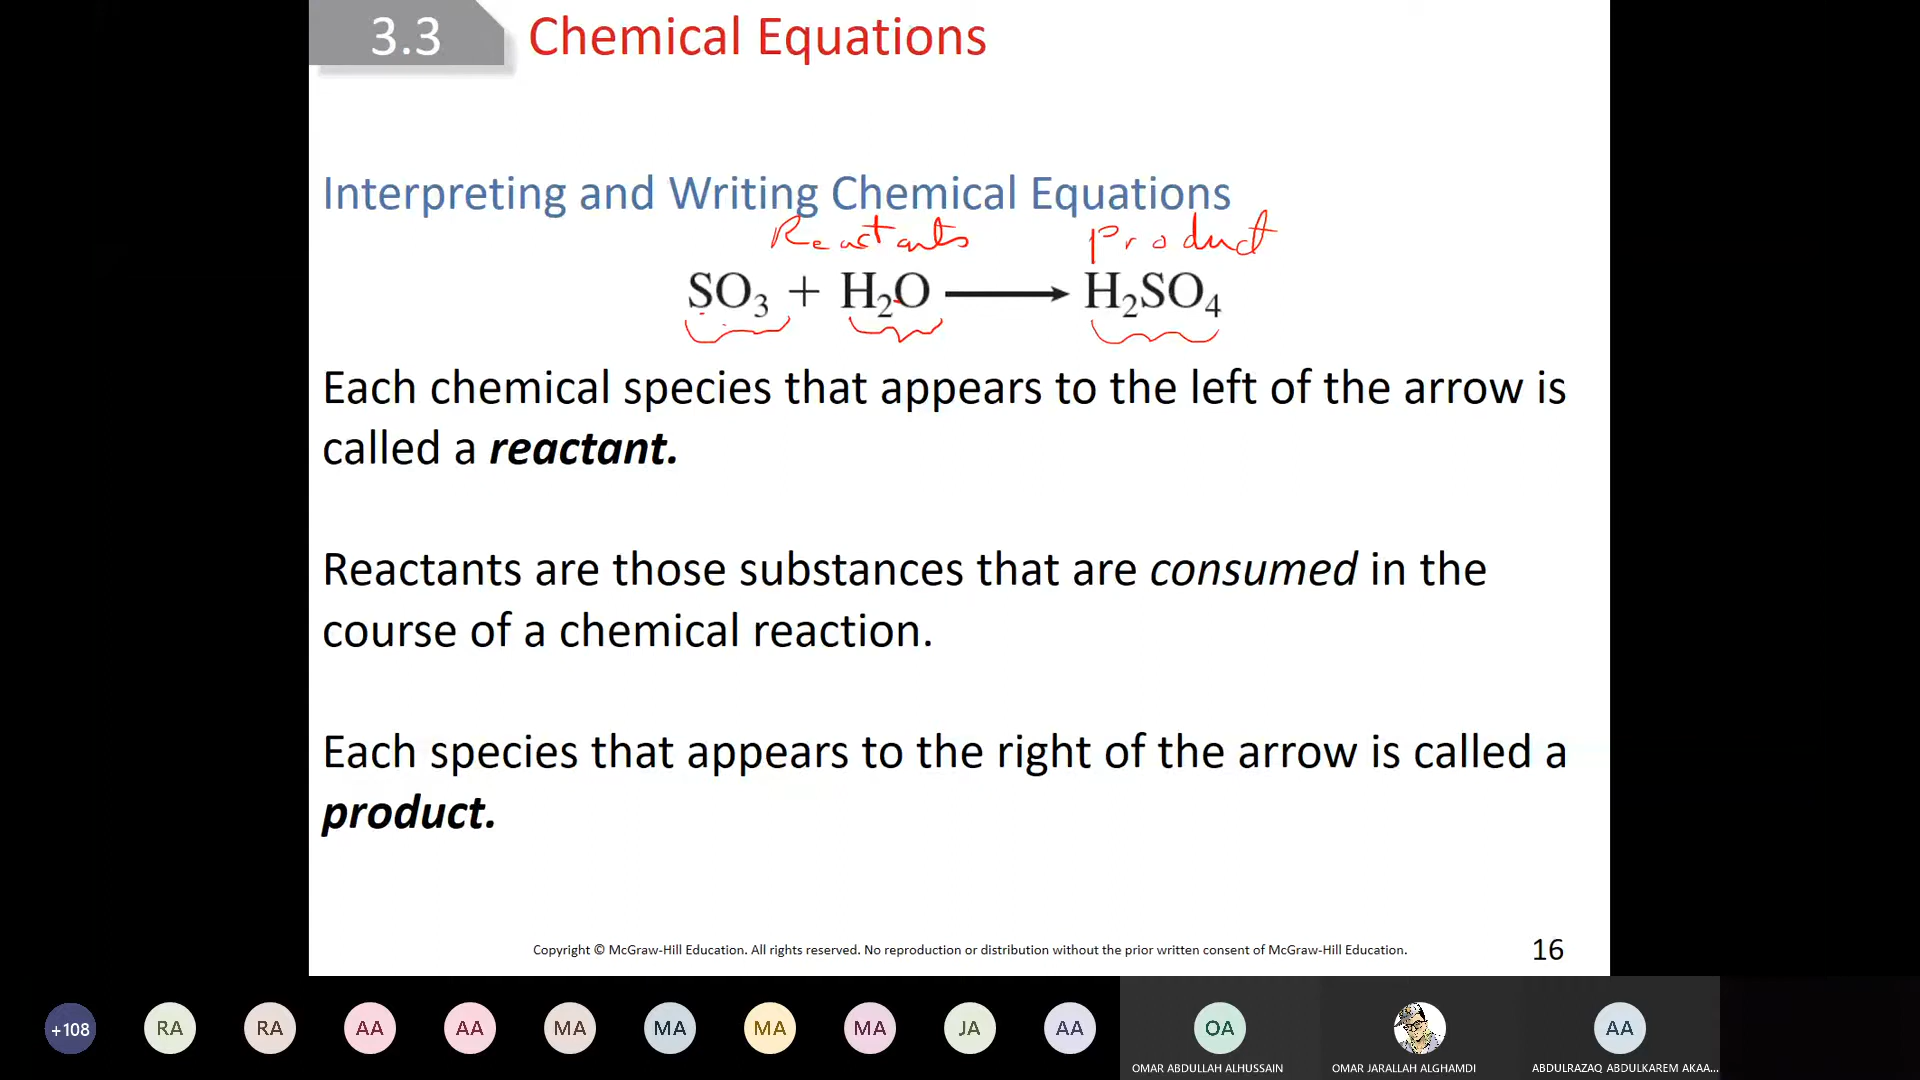 3.3 Chemical Equations
Interpreting and Writing Chemical Equations
Reactants Product
SO₃ + H₂O ⟶ H₂SO₄
Each chemical species that appears to the left of the arrow is
called a reactant.
Reactants are those substances that are consumed in the
course of a chemical reaction.
Each species that appears to the right of the arrow is called a
product.
Copyright © McGraw-Hill Education. All rights reserved. No reproduction or distribution without the prior written consent of McGraw-Hill Education. 16
+108 RA RA AA AA MA MA MA MA JA AA OA AA
OMAR ABDULLAH ALHUSSAIN OMAR JARALLAH ALGHAMDI ABDULRAZAQ ABDULKAREM AKAA...